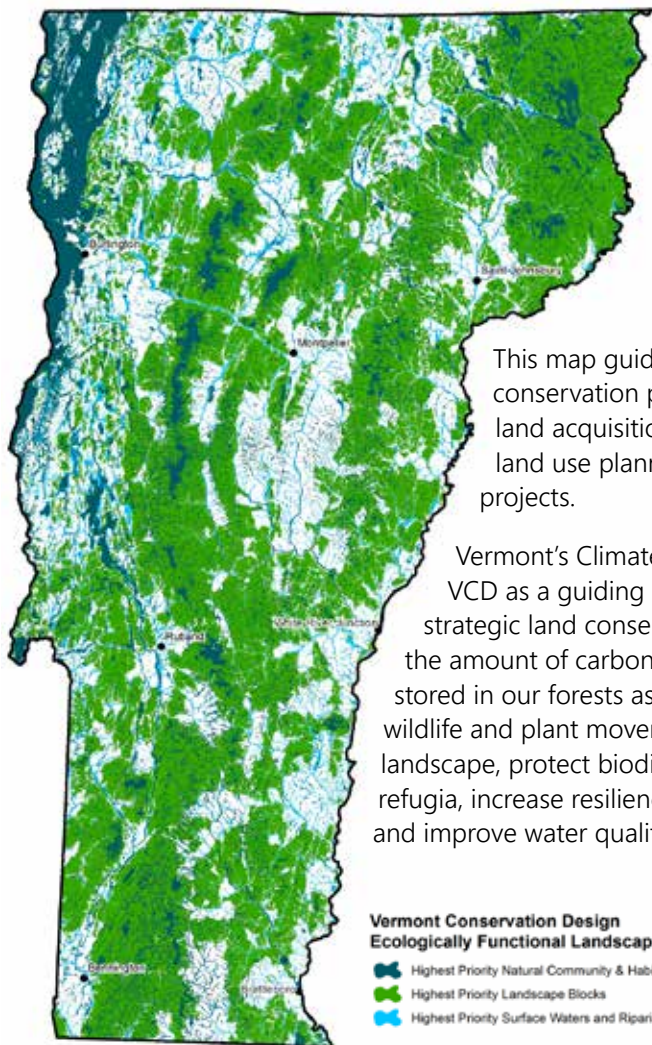 Burlington
Saint Johnsbury
Montpelier
This map guid
conservation p
land acquisitio
land use plann
projects.
Vermont's Climate
VCD as a guiding
strategic land conse
the amount of carbon
stored in our forests as
wildlife and plant mover
landscape, protect biodi
refugia, increase resilienc
and improve water qualit
White River Junction
Rutland
Bennington
Brattleboro
Vermont Conservation Design
Ecologically Functional Landscap
Highest Priority Natural Community & Habi
Highest Priority Landscape Blocks
Highest Priority Surface Waters and Ripari